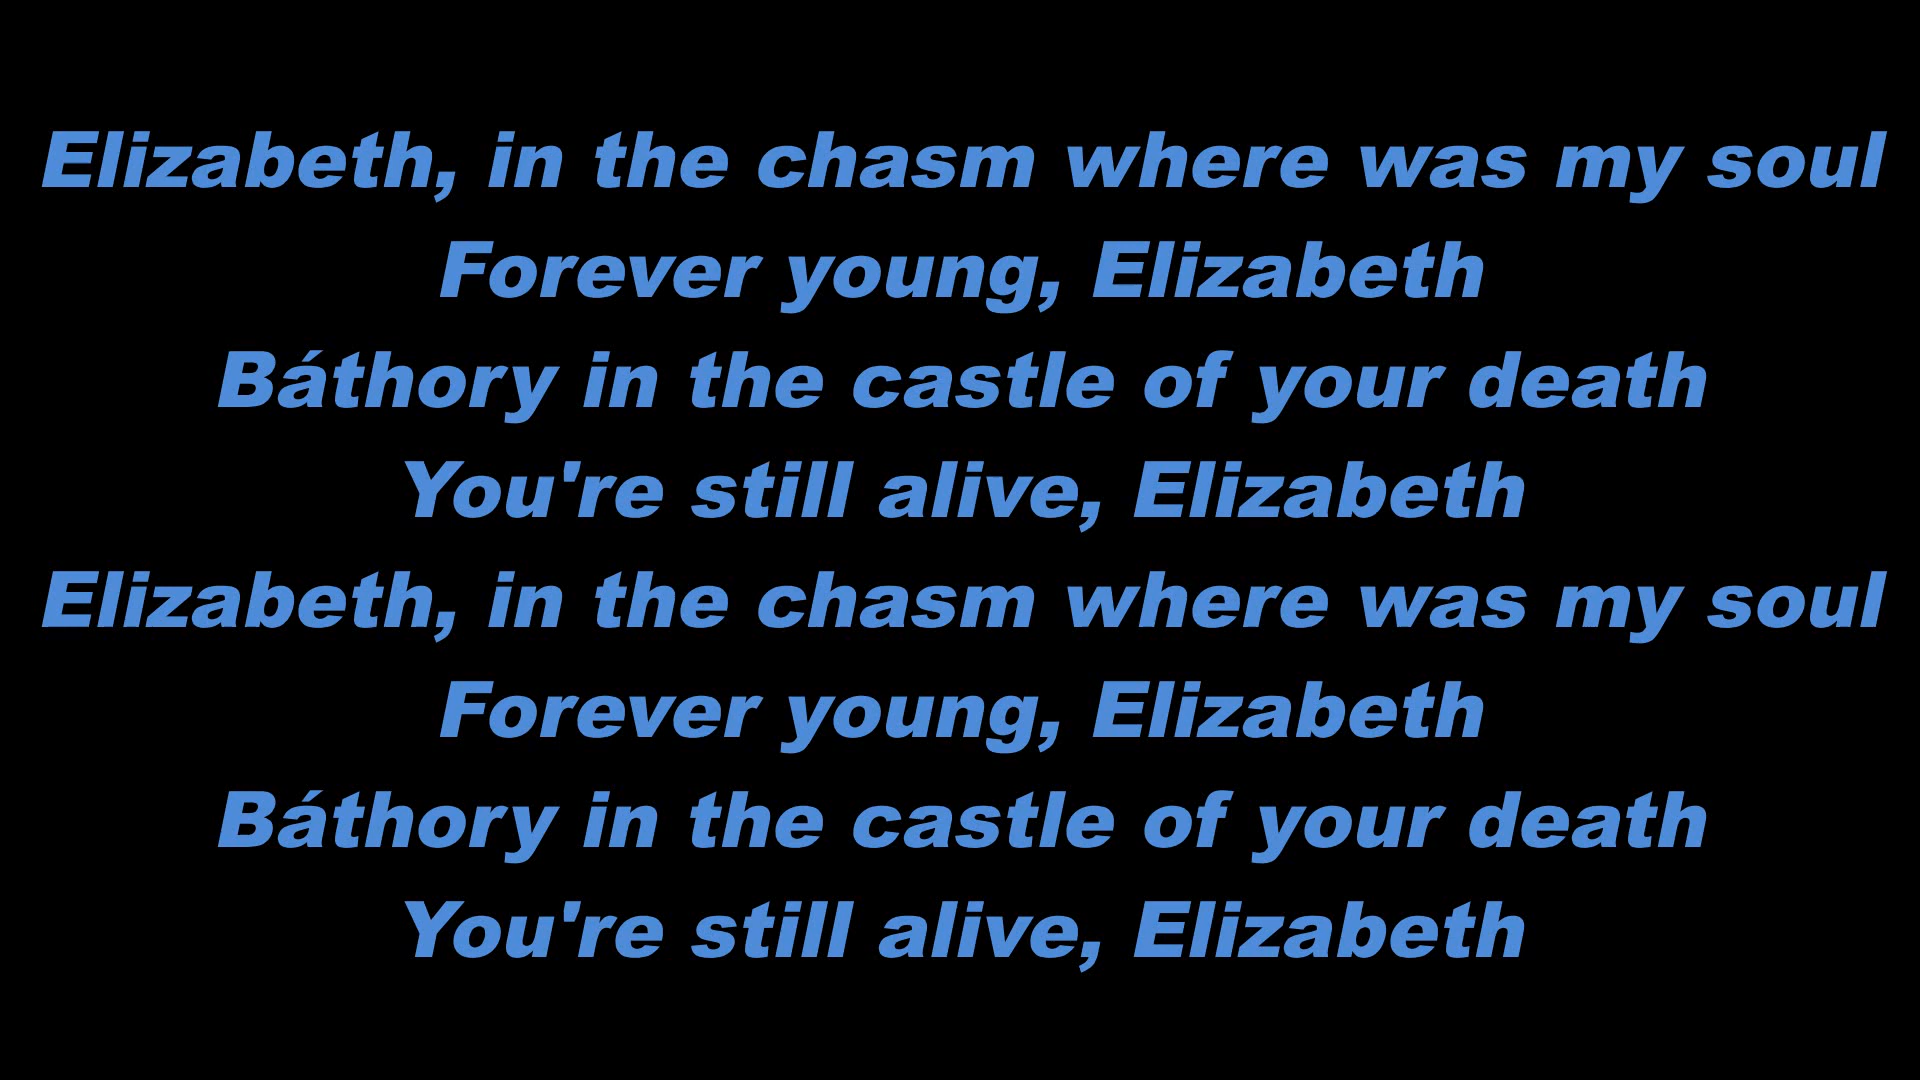 Elizabeth, in the chasm where was my soul
Forever young, Elizabeth
Báthory in the castle of your death
You're still alive, Elizabeth
Elizabeth, in the chasm where was my soul
Forever young, Elizabeth
Báthory in the castle of your death
You're still alive, Elizabeth